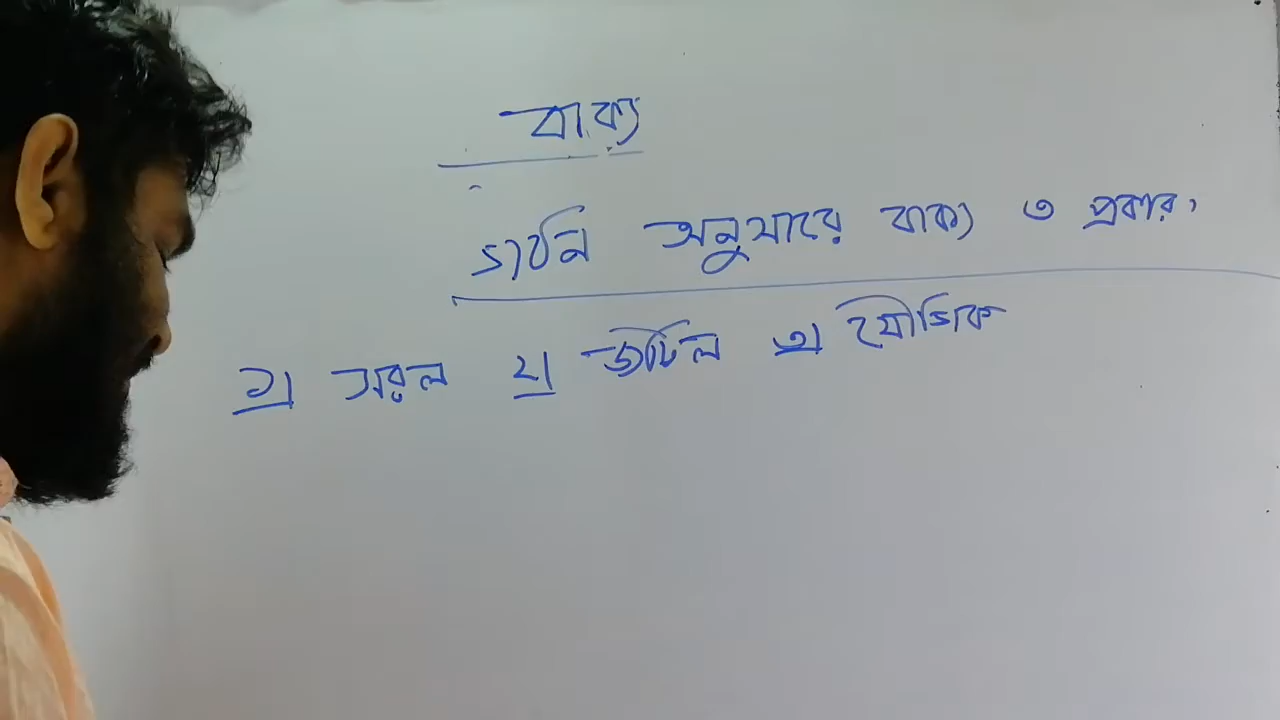 বাক্য
গঠন অনুসারে বাক্য ৩ প্রকার,
১। সরল ২। জটিল ৩। যৌগিক